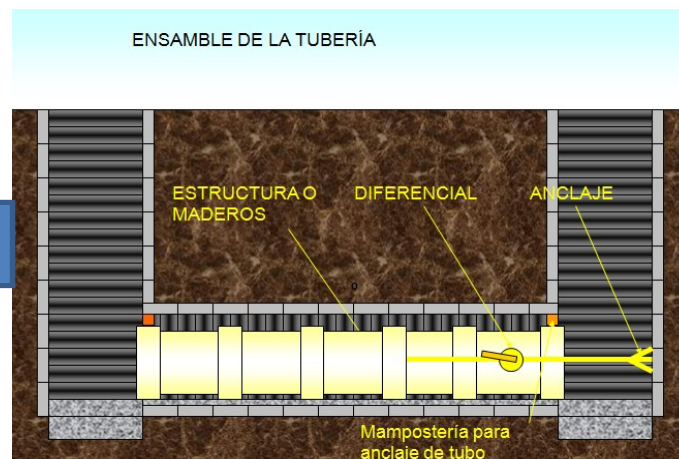 ENSAMBLE DE LA TUBERÍA
ESTRUCTURA O
MADEROS
DIFERENCIAL
ANCLAJE
o
Mampostería para
anclaje de tubo